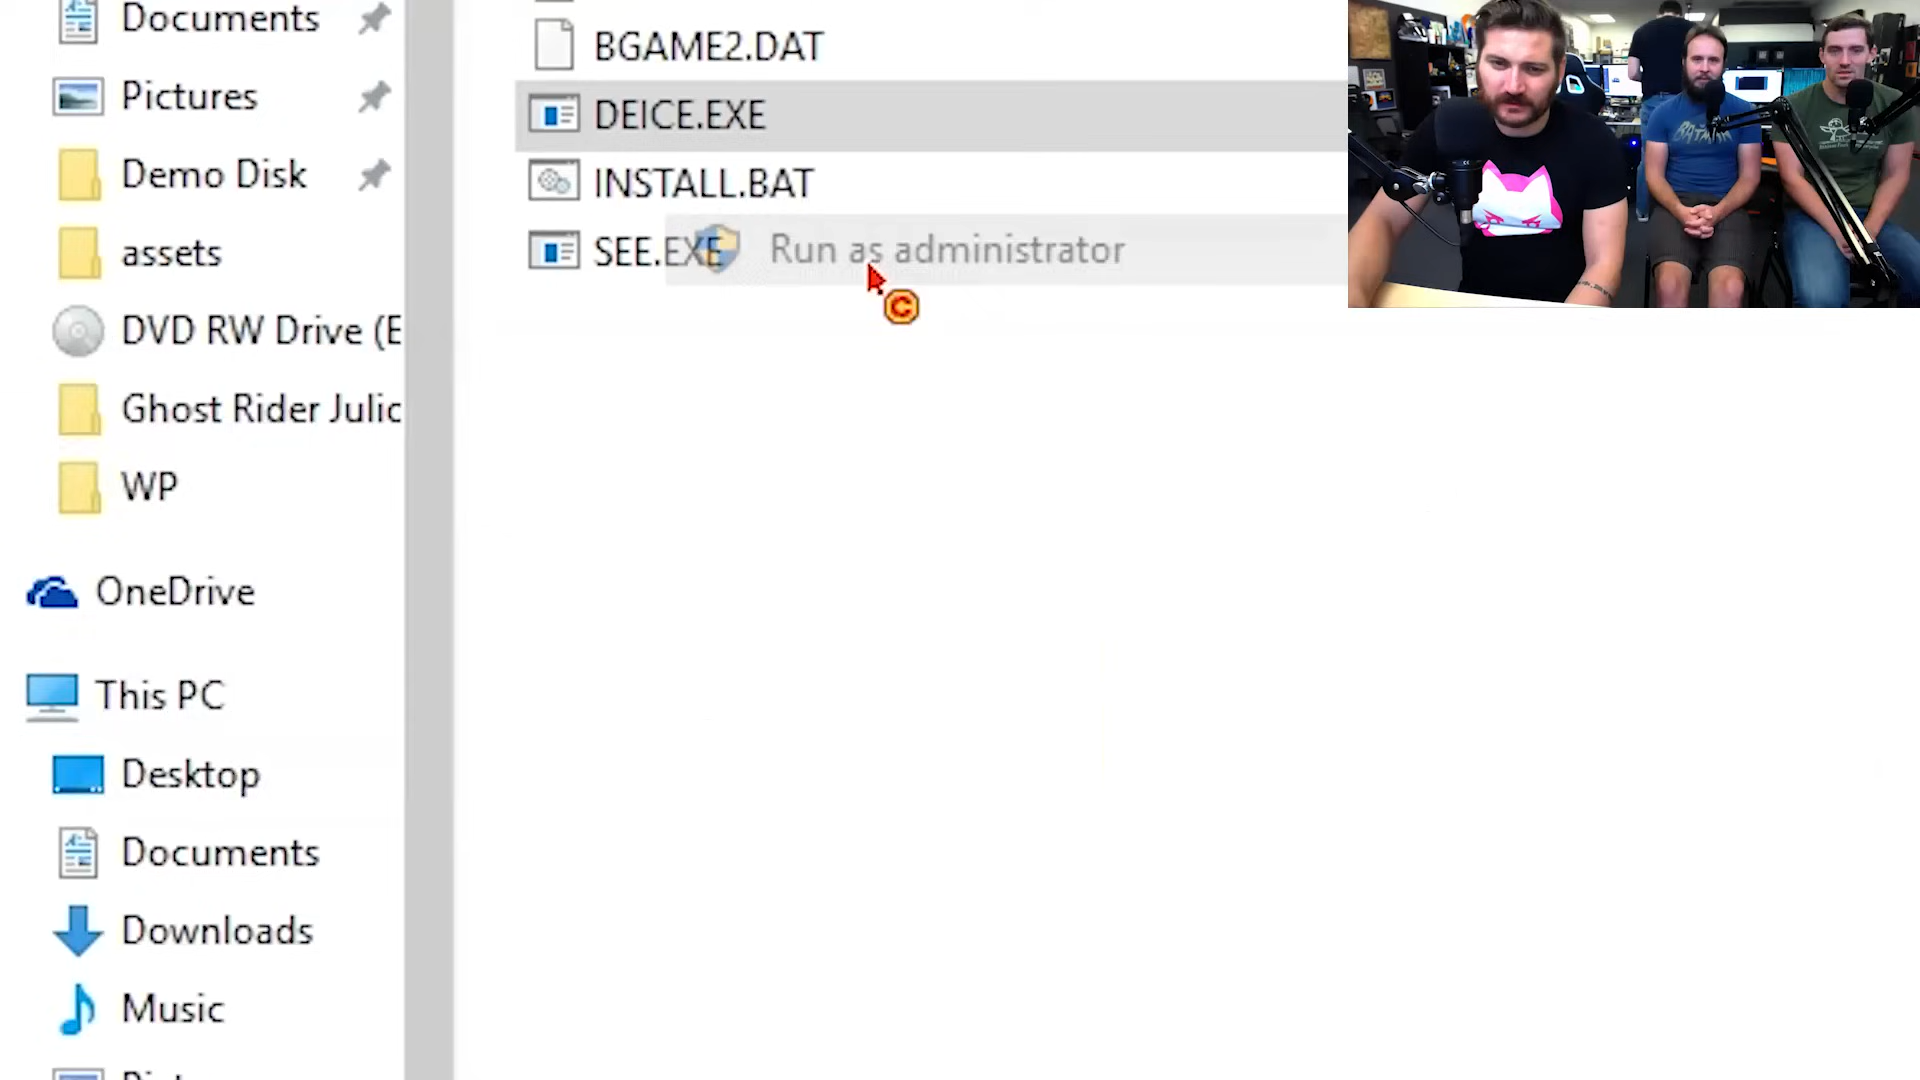 Documents
Pictures
Demo Disk
assets
DVD RW Drive (E
Ghost Rider Julic
WP
OneDrive
This PC
Desktop
Documents
Downloads
Music
BGAME2.DAT
DEICE.EXE
INSTALL.BAT
SEE.EXE
Run as administrator
C
BATMAN